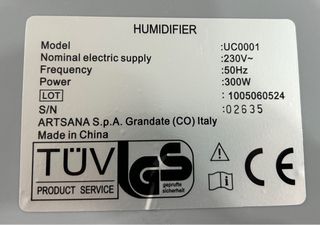 HUMIDIFIER
Model :UC0001
Nominal electric supply :230V~
Frequency :50Hz
Power :300W
LOT : 1005060524
S/N :02635
ARTSANA S.p.A. Grandate (CO) Italy
Made in China
TÜV
PRODUCT SERVICE
GS
geprüfte
sicherheit
CE